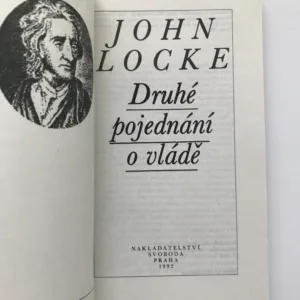 JOHN
LOCKE
Druhé
pojednání
o vládě
NAKLADATELSTVÍ
SVOBODA
PRAHA
1992